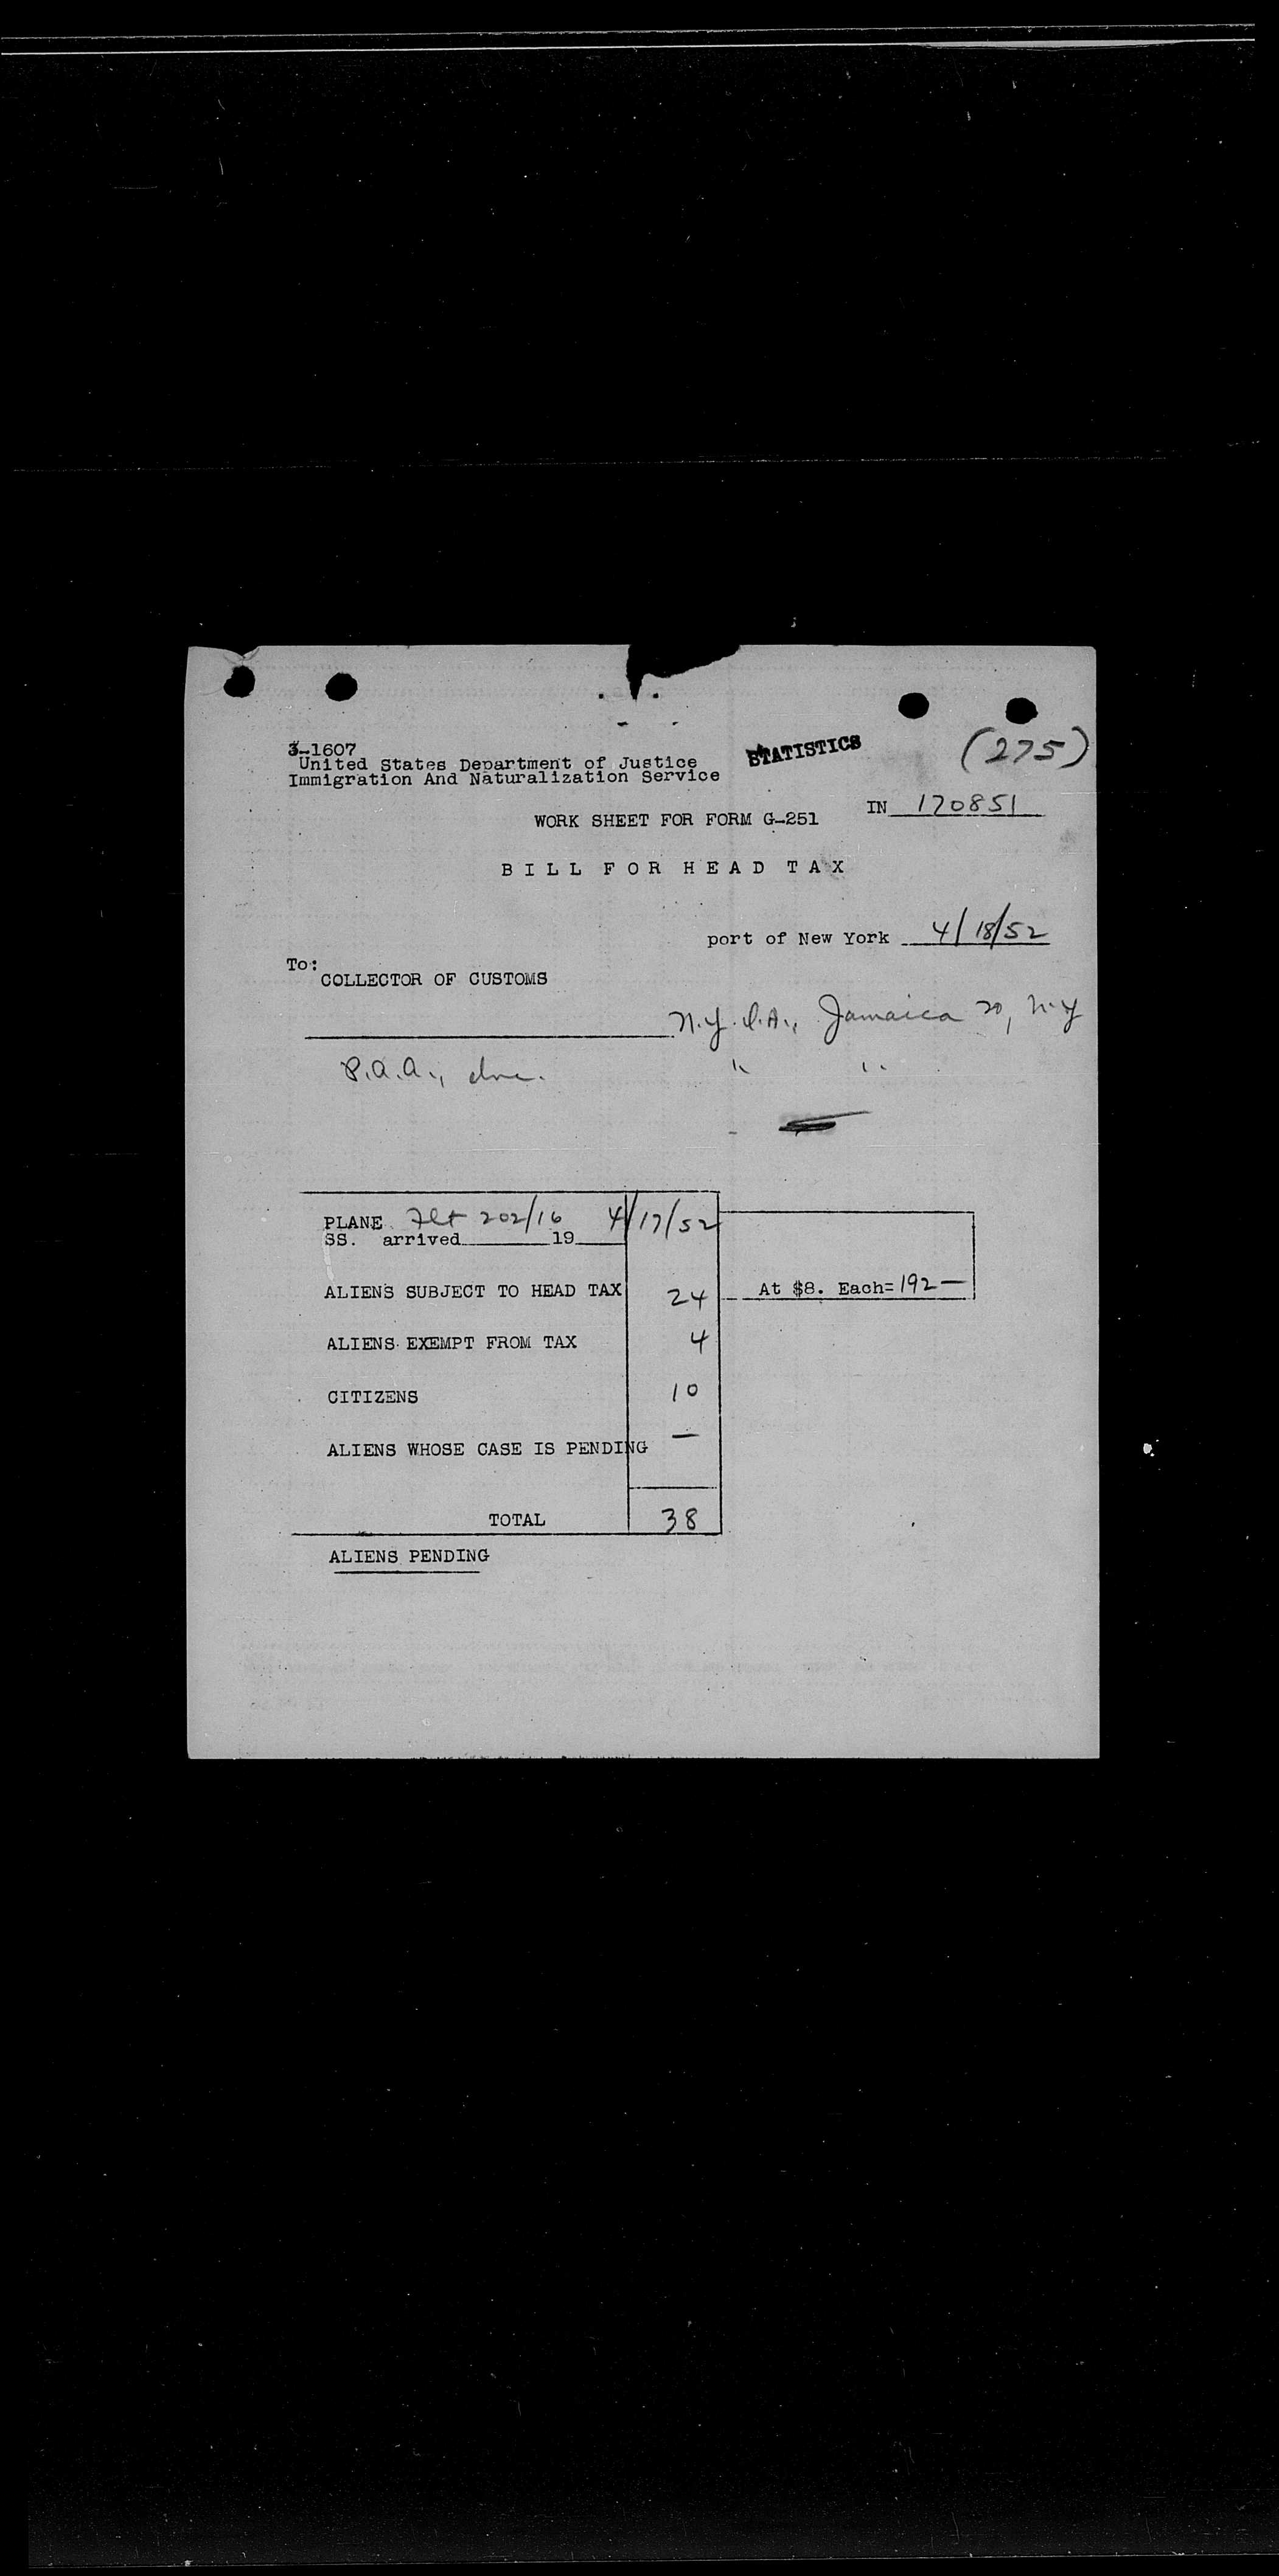 3-1607
United States Department of Justice
Immigration And Naturalization Service
STATISTICS
(275)
IN 170851
WORK SHEET FOR FORM G-251
BILL FOR HEAD TAX
port of New York 4/18/52
To:
COLLECTOR OF CUSTOMS
N.Y.I.A., Jamaica 20, N.Y
P.A.A., Inc. " "
PLANE Flt 202/16 4/17/52
SS. arrived 19
ALIENS SUBJECT TO HEAD TAX 24 At $8. Each= 192 —
ALIENS EXEMPT FROM TAX 4
CITIZENS 10
ALIENS WHOSE CASE IS PENDING —
TOTAL 38
ALIENS PENDING